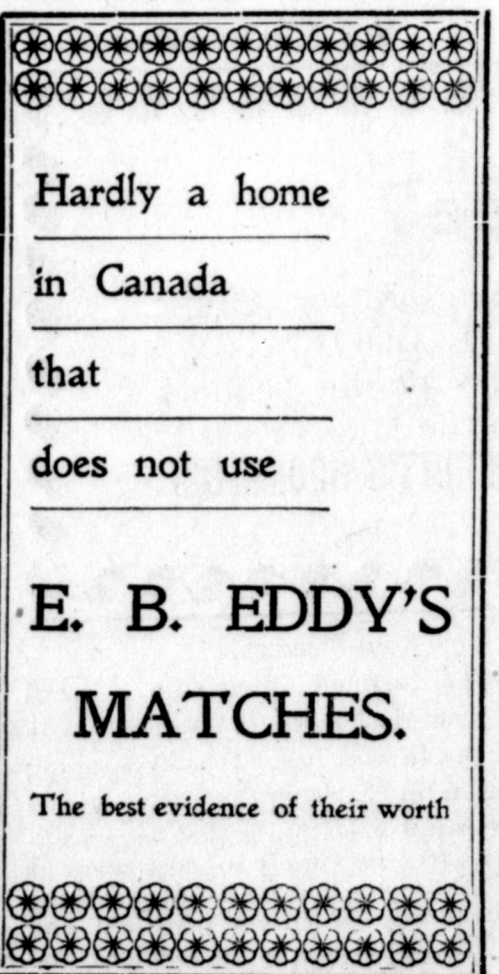 Hardly a home
in Canada
that
does not use
E. B. EDDY'S
MATCHES.
The best evidence of their worth